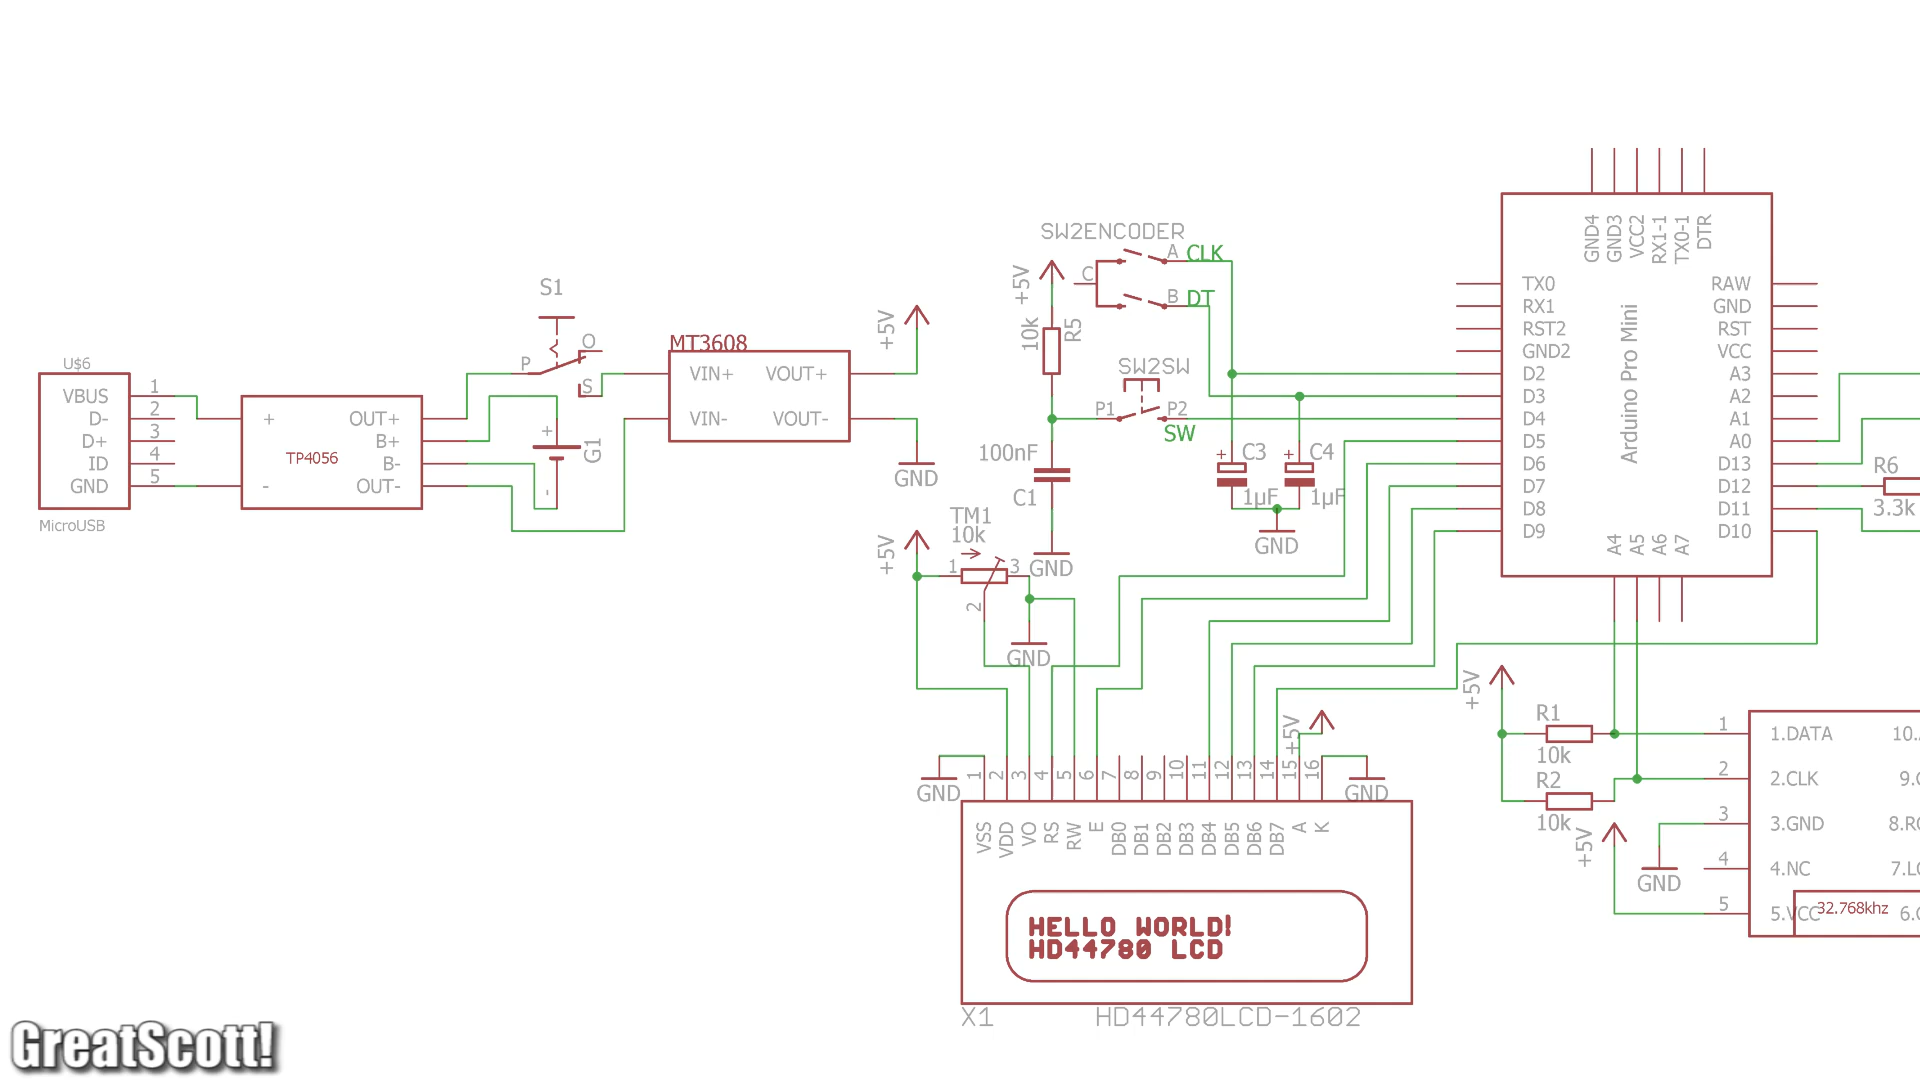 S1
P
O
S
U$6
VBUS
D-
D+
ID
GND
1
2
3
4
5
MicroUSB
+
-
TP4056
OUT+
B+
B-
OUT-
+
-
G1
MT3608
VIN+
VIN-
VOUT+
VOUT-
+5V
GND
SW2ENCODER
A
CLK
C
B
DT
+5V
10k
R5
SW2SW
P1
P2
SW
100nF
C1
GND
+
C3
1µF
+
C4
1µF
GND
TM1
10k
+5V
1
3
2
GND
GND4
GND3
VCC2
RX1-1
TX0-1
DTR
Arduino Pro Mini
TX0
RX1
RST2
GND2
D2
D3
D4
D5
D6
D7
D8
D9
RAW
GND
RST
VCC
A3
A2
A1
A0
D13
D12
D11
D10
A4
A5
A6
A7
R6
3.3k
+5V
R1
10k
R2
10k
+5V
GND
1
2
3
4
5
1.DATA
2.CLK
3.GND
4.NC
5.VCC
32.768khz
10.
9.
8.
7.
6.
GND
+5V
GND
1
2
3
4
5
6
7
8
9
10
11
12
13
14
15
16
VSS
VDD
VO
RS
RW
E
DB0
DB1
DB2
DB3
DB4
DB5
DB6
DB7
A
K
HELLO WORLD!
HD44780 LCD
X1
HD44780LCD-1602
GreatScott!